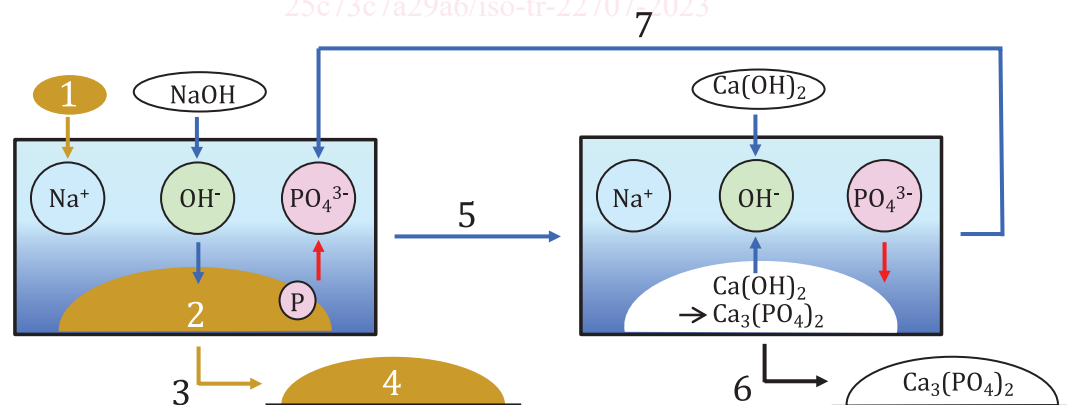 25c73c7a29a6/iso-tr-22707-2023
7
1
NaOH
Ca(OH)₂
Na⁺
OH⁻
PO₄³⁻
5
Na⁺
OH⁻
PO₄³⁻
2
P
Ca(OH)₂
→ Ca₃(PO₄)₂
3
4
6
Ca₃(PO₄)₂